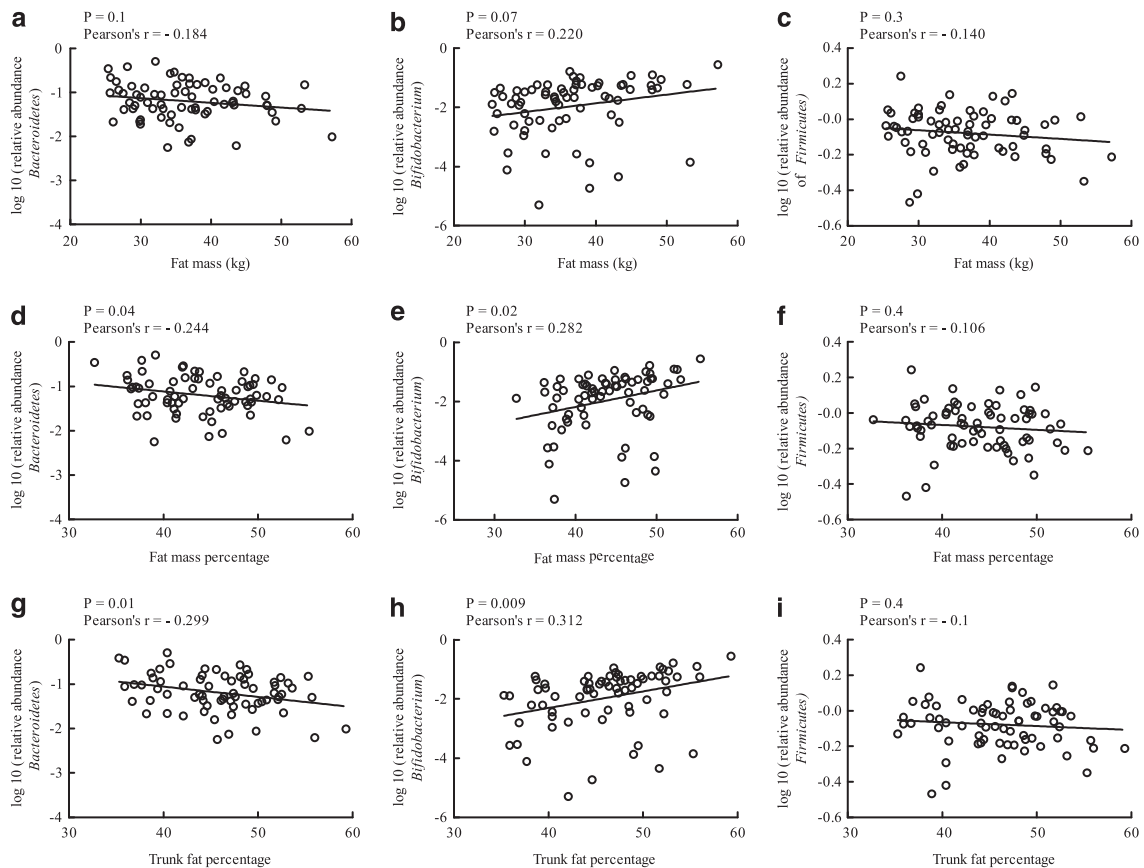 a
P = 0.1
Pearson's r = - 0.184
0
-1
-2
-3
-4
log 10 (relative abundance
Bacteroidetes)
20 30 40 50 60
Fat mass (kg)
b
P = 0.07
Pearson's r = 0.220
0
-2
-4
-6
log 10 (relative abundance
Bifidobacterium)
20 30 40 50 60
Fat mass (kg)
c
P = 0.3
Pearson's r = - 0.140
0.4
0.2
-0.0
-0.2
-0.4
-0.6
log 10 (relative abundance
of Firmicutes)
20 30 40 50 60
Fat mass (kg)
d
P = 0.04
Pearson's r = - 0.244
0
-1
-2
-3
-4
log 10 (relative abundance
Bacteroidetes)
30 40 50 60
Fat mass percentage
e
P = 0.02
Pearson's r = 0.282
0
-2
-4
-6
log 10 (relative abundance
Bifidobacterium)
30 40 50 60
Fat mass percentage
f
P = 0.4
Pearson's r = - 0.106
0.4
0.2
-0.0
-0.2
-0.4
-0.6
log 10 (relative abundance
Firmicutes)
30 40 50 60
Fat mass percentage
g
P = 0.01
Pearson's r = - 0.299
0
-1
-2
-3
-4
log 10 (relative abundance
Bacteroidetes)
30 40 50 60
Trunk fat percentage
h
P = 0.009
Pearson's r = 0.312
0
-2
-4
-6
log 10 (relative abundance
Bifidobacterium)
30 40 50 60
Trunk fat percentage
i
P = 0.4
Pearson's r = - 0.1
0.4
0.2
-0.0
-0.2
-0.4
-0.6
log 10 (relative abundance
Firmicutes)
30 40 50 60
Trunk fat percentage